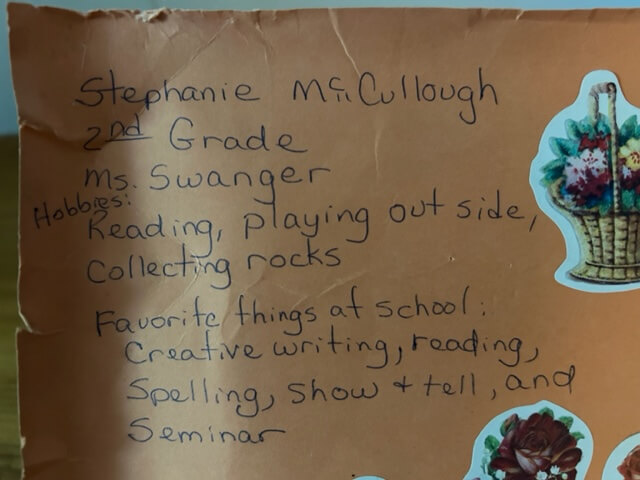 Stephanie McCullough
2nd Grade
Ms. Swanger
Hobbies:
Reading, playing out side,
Collecting rocks
Favorite things at school:
Creative writing, reading,
Spelling, show + tell, and
Seminar